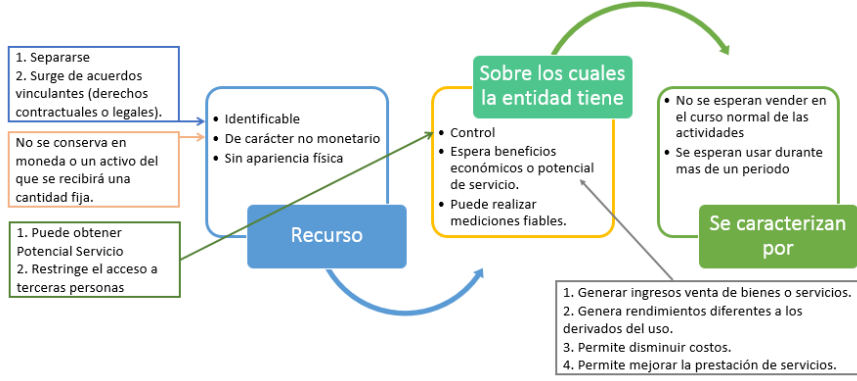 1. Separarse
2. Surge de acuerdos
vinculantes (derechos
contractuales o legales).
No se conserva en
moneda o un activo del
que se recibirá una
cantidad fija.
1. Puede obtener
Potencial Servicio
2. Restringe el acceso a
terceras personas
• Identificable
• De carácter no monetario
• Sin apariencia física
Recurso
Sobre los cuales
la entidad tiene
• Control
• Espera beneficios
económicos o potencial
de servicio.
• Puede realizar
mediciones fiables.
• No se esperan vender en
el curso normal de las
actividades
• Se esperan usar durante
mas de un periodo
Se caracterizan
por
1. Generar ingresos venta de bienes o servicios.
2. Genera rendimientos diferentes a los
derivados del uso.
3. Permite disminuir costos.
4. Permite mejorar la prestación de servicios.